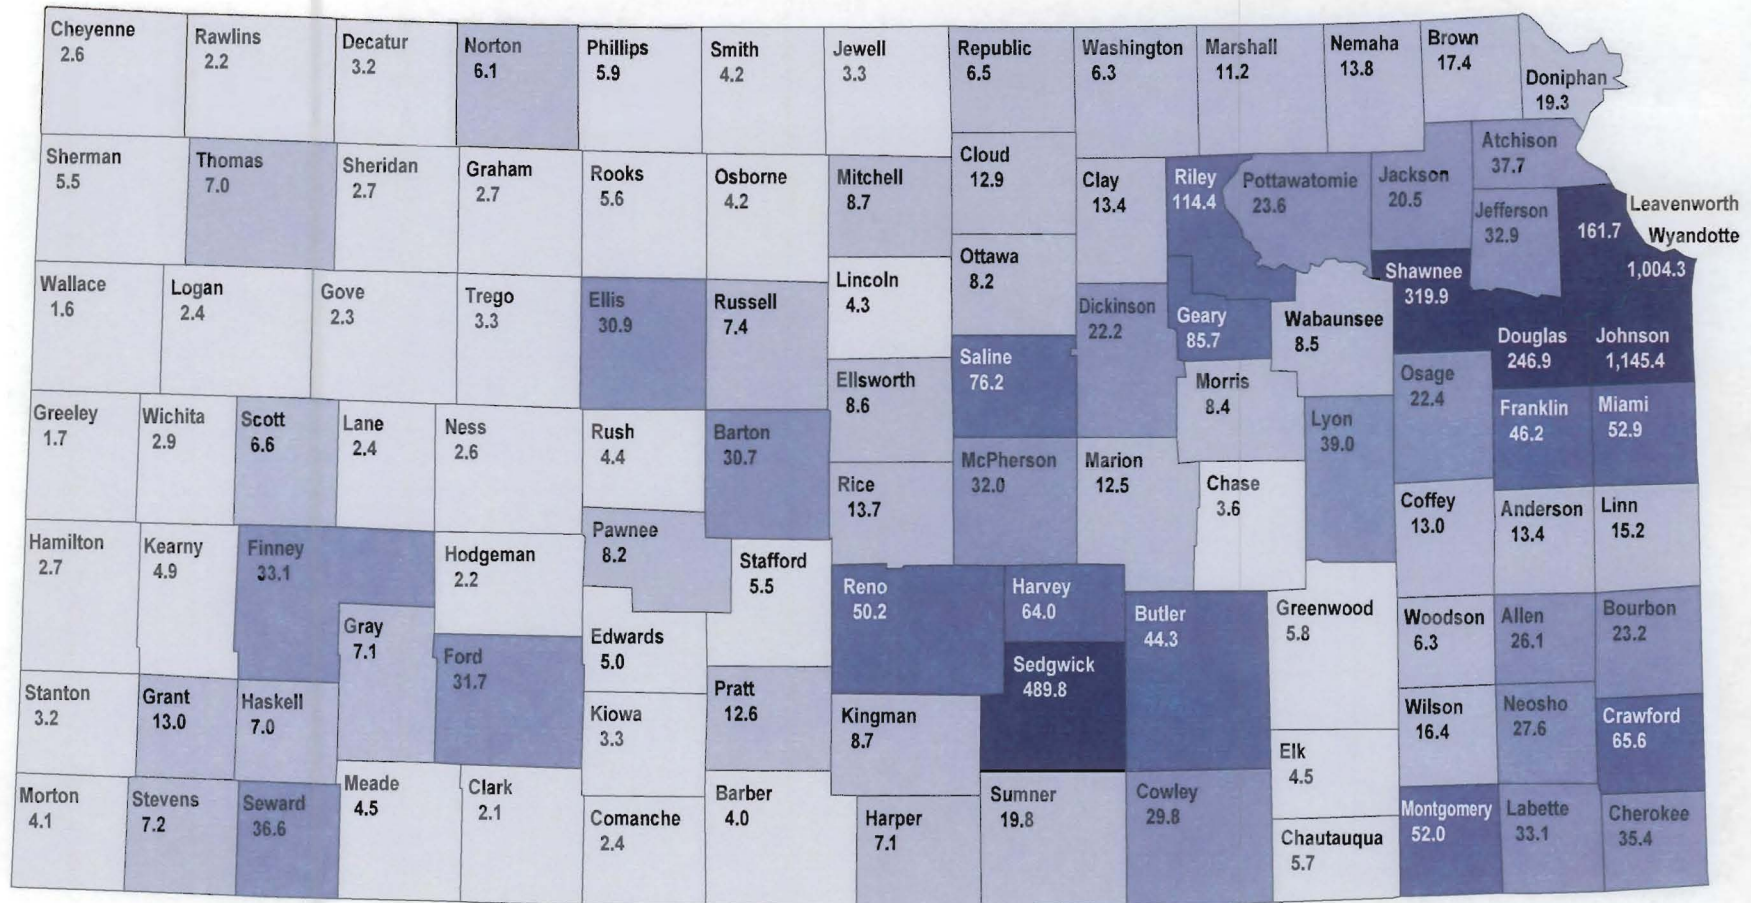 Cheyenne
2.6
Rawlins
2.2
Decatur
3.2
Norton
6.1
Phillips
5.9
Smith
4.2
Jewell
3.3
Republic
6.5
Washington
6.3
Marshall
11.2
Nemaha
13.8
Brown
17.4
Doniphan
19.3
Sherman
5.5
Thomas
7.0
Sheridan
2.7
Graham
2.7
Rooks
5.6
Osborne
4.2
Mitchell
8.7
Cloud
12.9
Clay
13.4
Riley
114.4
Pottawatomie
23.6
Jackson
20.5
Atchison
37.7
Jefferson
32.9
Leavenworth
161.7
Wyandotte
1,004.3
Wallace
1.6
Logan
2.4
Gove
2.3
Trego
3.3
Ellis
30.9
Russell
7.4
Lincoln
4.3
Ottawa
8.2
Dickinson
22.2
Geary
85.7
Wabaunsee
8.5
Shawnee
319.9
Douglas
246.9
Johnson
1,145.4
Saline
76.2
Ellsworth
8.6
Morris
8.4
Osage
22.4
Franklin
46.2
Miami
52.9
Greeley
1.7
Wichita
2.9
Scott
6.6
Lane
2.4
Ness
2.6
Rush
4.4
Barton
30.7
Rice
13.7
McPherson
32.0
Marion
12.5
Chase
3.6
Lyon
39.0
Coffey
13.0
Anderson
13.4
Linn
15.2
Hamilton
2.7
Kearny
4.9
Finney
33.1
Hodgeman
2.2
Pawnee
8.2
Stafford
5.5
Reno
50.2
Harvey
64.0
Butler
44.3
Greenwood
5.8
Woodson
6.3
Allen
26.1
Bourbon
23.2
Gray
7.1
Ford
31.7
Edwards
5.0
Sedgwick
489.8
Stanton
3.2
Grant
13.0
Haskell
7.0
Kiowa
3.3
Pratt
12.6
Kingman
8.7
Elk
4.5
Wilson
16.4
Neosho
27.6
Crawford
65.6
Morton
4.1
Stevens
7.2
Seward
36.6
Meade
4.5
Clark
2.1
Comanche
2.4
Barber
4.0
Harper
7.1
Sumner
19.8
Cowley
29.8
Chautauqua
5.7
Montgomery
52.0
Labette
33.1
Cherokee
35.4